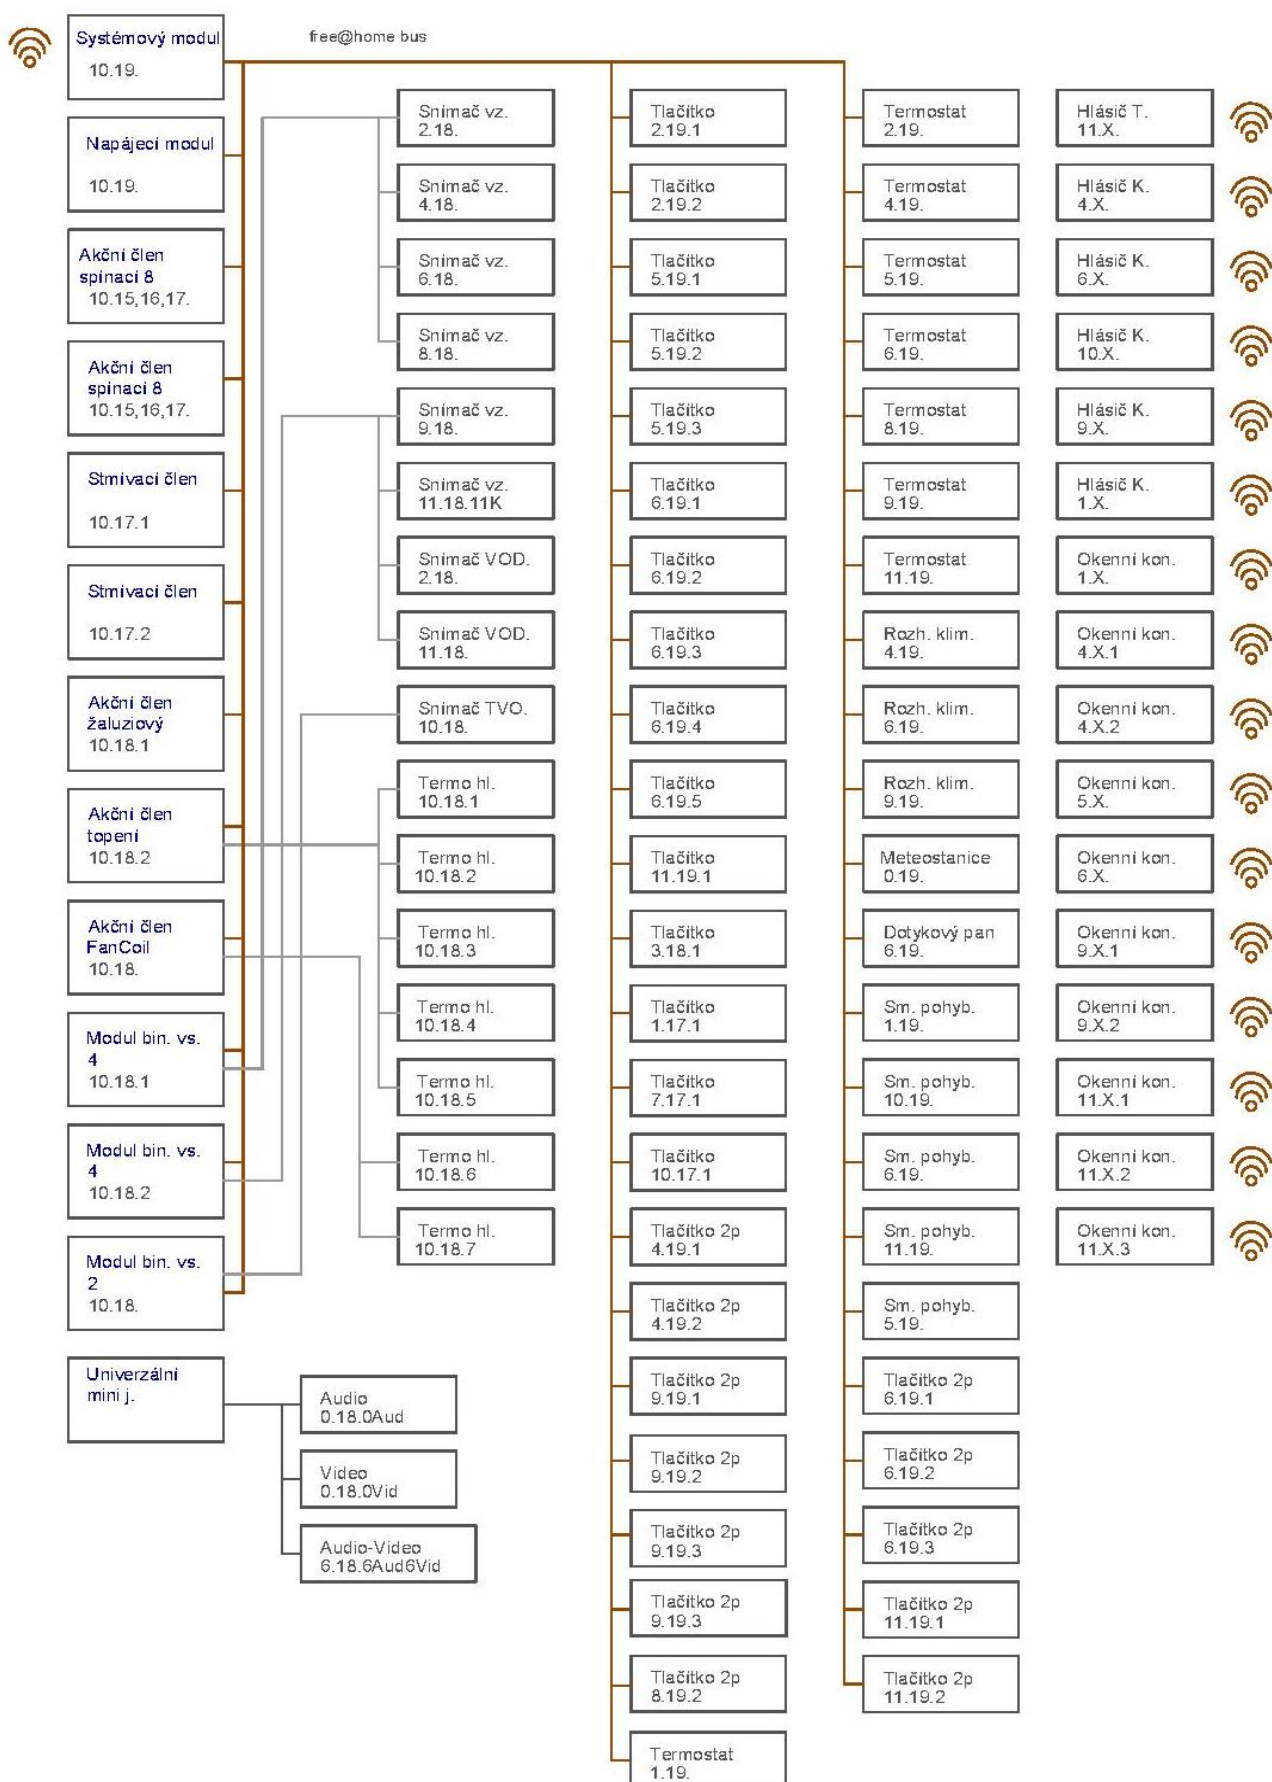 Systémový modul
10.19.
free@home bus
Napájecí modul
10.19.
Akční člen
spínací 8
10.15,16,17.
Akční člen
spínací 8
10.15,16,17.
Stmívací člen
10.17.1
Stmívací člen
10.17.2
Akční člen
žaluziový
10.18.1
Akční člen
topení
10.18.2
Akční člen
FanCoil
10.18.
Modul bin. vs.
4
10.18.1
Modul bin. vs.
4
10.18.2
Modul bin. vs.
2
10.18.
Univerzální
mini j.
Audio
0.18.0Aud
Video
0.18.0Vid
Audio-Video
6.18.6Aud6Vid
Snímač vz.
2.18.
Snímač vz.
4.18.
Snímač vz.
6.18.
Snímač vz.
8.18.
Snímač vz.
9.18.
Snímač vz.
11.18.11K
Snímač VOD.
2.18.
Snímač VOD.
11.18.
Snímač TVO.
10.18.
Termo hl.
10.18.1
Termo hl.
10.18.2
Termo hl.
10.18.3
Termo hl.
10.18.4
Termo hl.
10.18.5
Termo hl.
10.18.6
Termo hl.
10.18.7
Tlačítko
2.19.1
Tlačítko
2.19.2
Tlačítko
5.19.1
Tlačítko
5.19.2
Tlačítko
5.19.3
Tlačítko
6.19.1
Tlačítko
6.19.2
Tlačítko
6.19.3
Tlačítko
6.19.4
Tlačítko
6.19.5
Tlačítko
11.19.1
Tlačítko
3.18.1
Tlačítko
1.17.1
Tlačítko
7.17.1
Tlačítko
10.17.1
Tlačítko 2p
4.19.1
Tlačítko 2p
4.19.2
Tlačítko 2p
9.19.1
Tlačítko 2p
9.19.2
Tlačítko 2p
9.19.3
Tlačítko 2p
9.19.3
Tlačítko 2p
8.19.2
Termostat
1.19.
Termostat
2.19.
Termostat
4.19.
Termostat
5.19.
Termostat
6.19.
Termostat
8.19.
Termostat
9.19.
Termostat
11.19.
Rozh. klim.
4.19.
Rozh. klim.
6.19.
Rozh. klim.
9.19.
Meteostanice
0.19.
Dotykový pan
6.19.
Sm. pohyb.
1.19.
Sm. pohyb.
10.19.
Sm. pohyb.
6.19.
Sm. pohyb.
11.19.
Sm. pohyb.
5.19.
Tlačítko 2p
6.19.1
Tlačítko 2p
6.19.2
Tlačítko 2p
6.19.3
Tlačítko 2p
11.19.1
Tlačítko 2p
11.19.2
Hlásič T.
11.X.
Hlásič K.
4.X.
Hlásič K.
6.X.
Hlásič K.
10.X.
Hlásič K.
9.X.
Hlásič K.
1.X.
Okenní kon.
1.X.
Okenní kon.
4.X.1
Okenní kon.
4.X.2
Okenní kon.
5.X.
Okenní kon.
6.X.
Okenní kon.
9.X.1
Okenní kon.
9.X.2
Okenní kon.
11.X.1
Okenní kon.
11.X.2
Okenní kon.
11.X.3